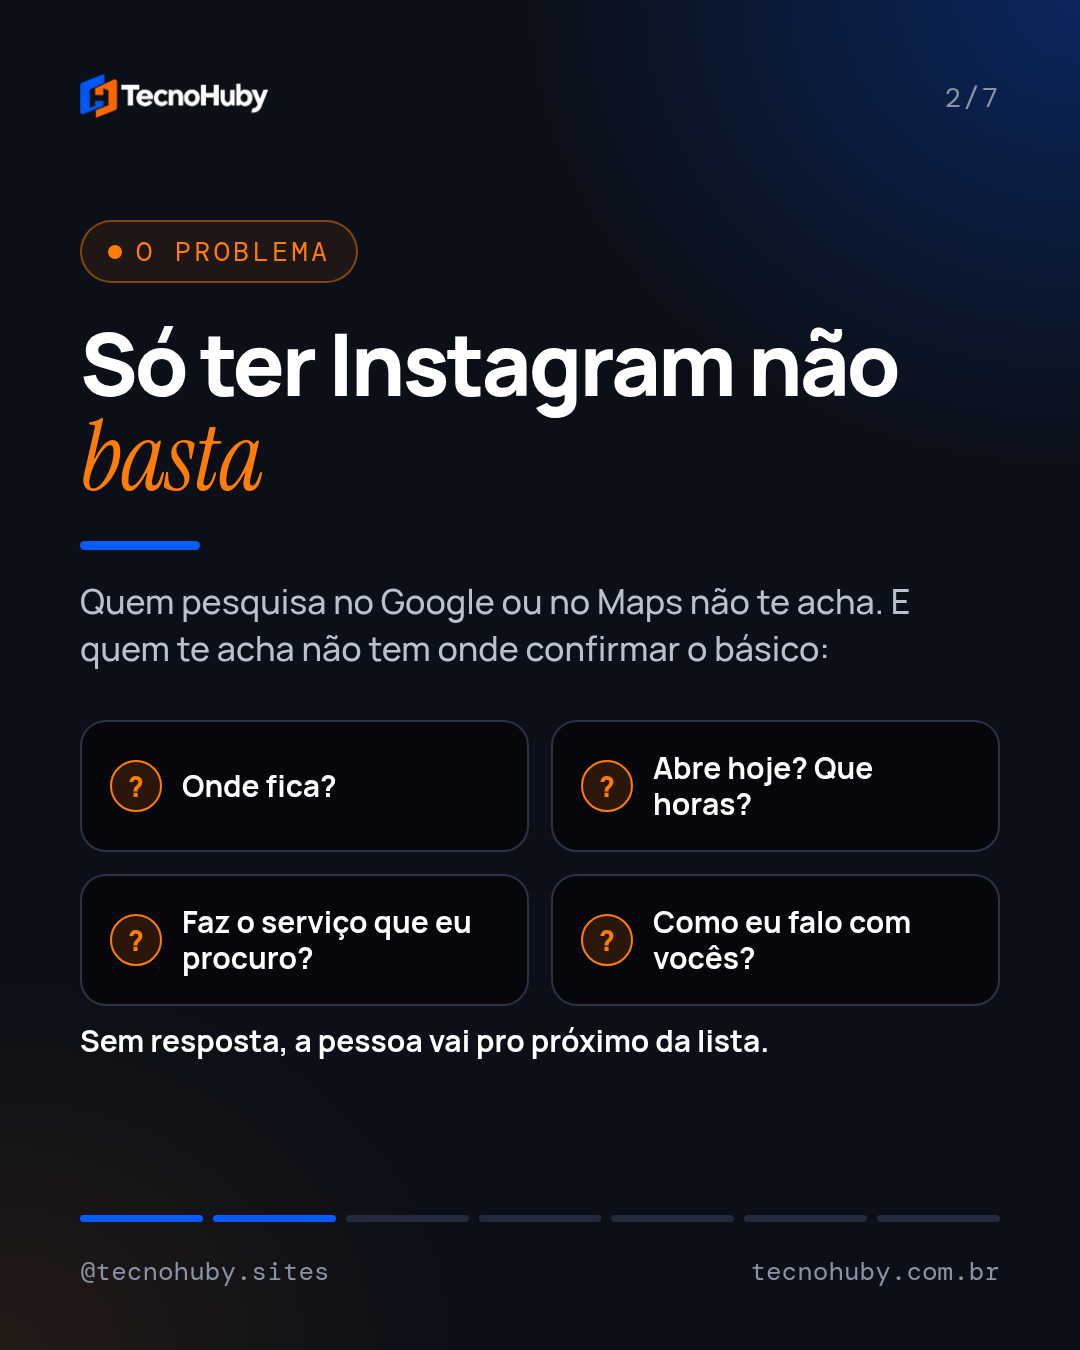 TecnoHuby
2/7
O PROBLEMA
Só ter Instagram não
basta
Quem pesquisa no Google ou no Maps não te acha. E
quem te acha não tem onde confirmar o básico:
? Onde fica?
? Abre hoje? Que
horas?
? Faz o serviço que eu
procuro?
? Como eu falo com
vocês?
Sem resposta, a pessoa vai pro próximo da lista.
@tecnohuby.sites
tecnohuby.com.br